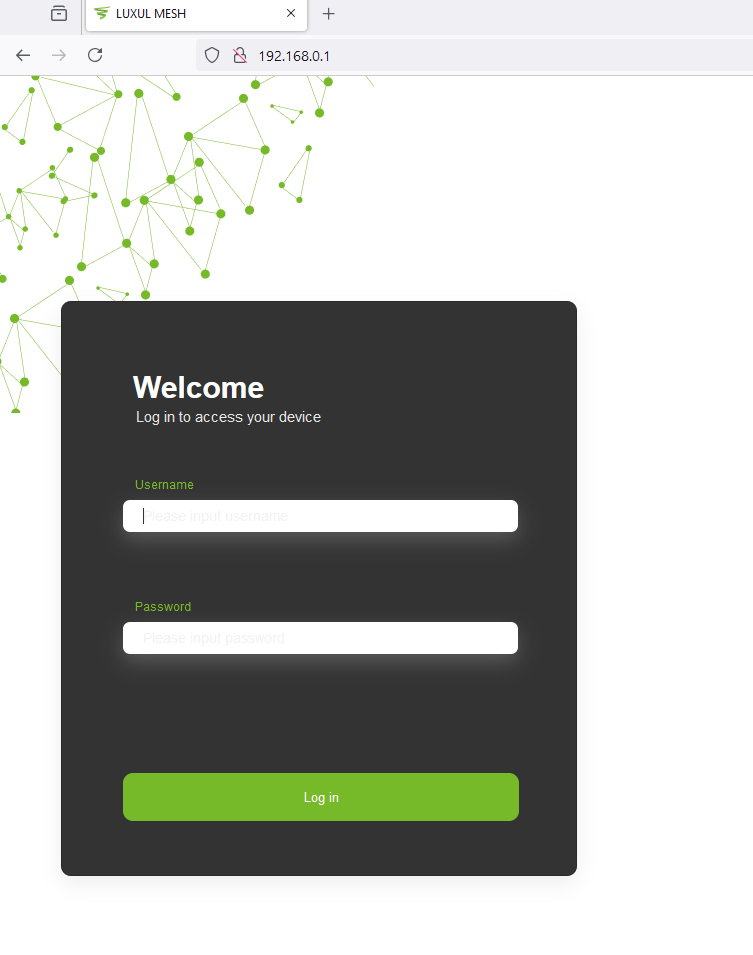 LUXUL MESH
192.168.0.1
Welcome
Log in to access your device
Username
Please input username
Password
Please input password
Log in